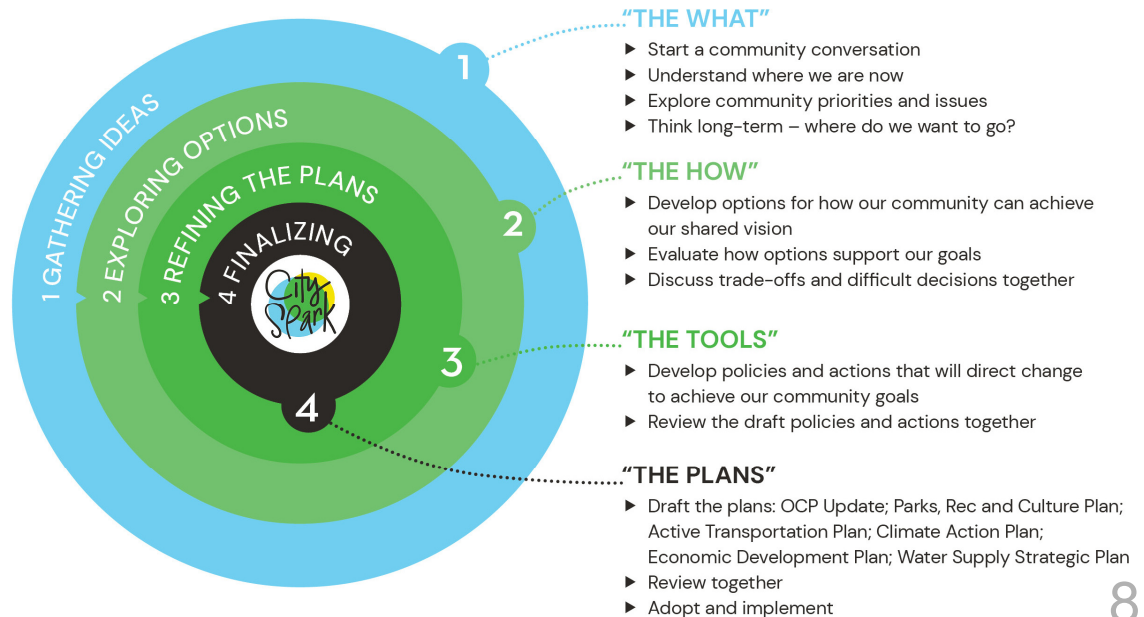 1 GATHERING IDEAS
2 EXPLORING OPTIONS
3 REFINING THE PLANS
4 FINALIZING
City
Spark
1
“THE WHAT”
▶ Start a community conversation
▶ Understand where we are now
▶ Explore community priorities and issues
▶ Think long-term – where do we want to go?
2
“THE HOW”
▶ Develop options for how our community can achieve
our shared vision
▶ Evaluate how options support our goals
▶ Discuss trade-offs and difficult decisions together
3
“THE TOOLS”
▶ Develop policies and actions that will direct change
to achieve our community goals
▶ Review the draft policies and actions together
4
“THE PLANS”
▶ Draft the plans: OCP Update; Parks, Rec and Culture Plan;
Active Transportation Plan; Climate Action Plan;
Economic Development Plan; Water Supply Strategic Plan
▶ Review together
▶ Adopt and implement
8